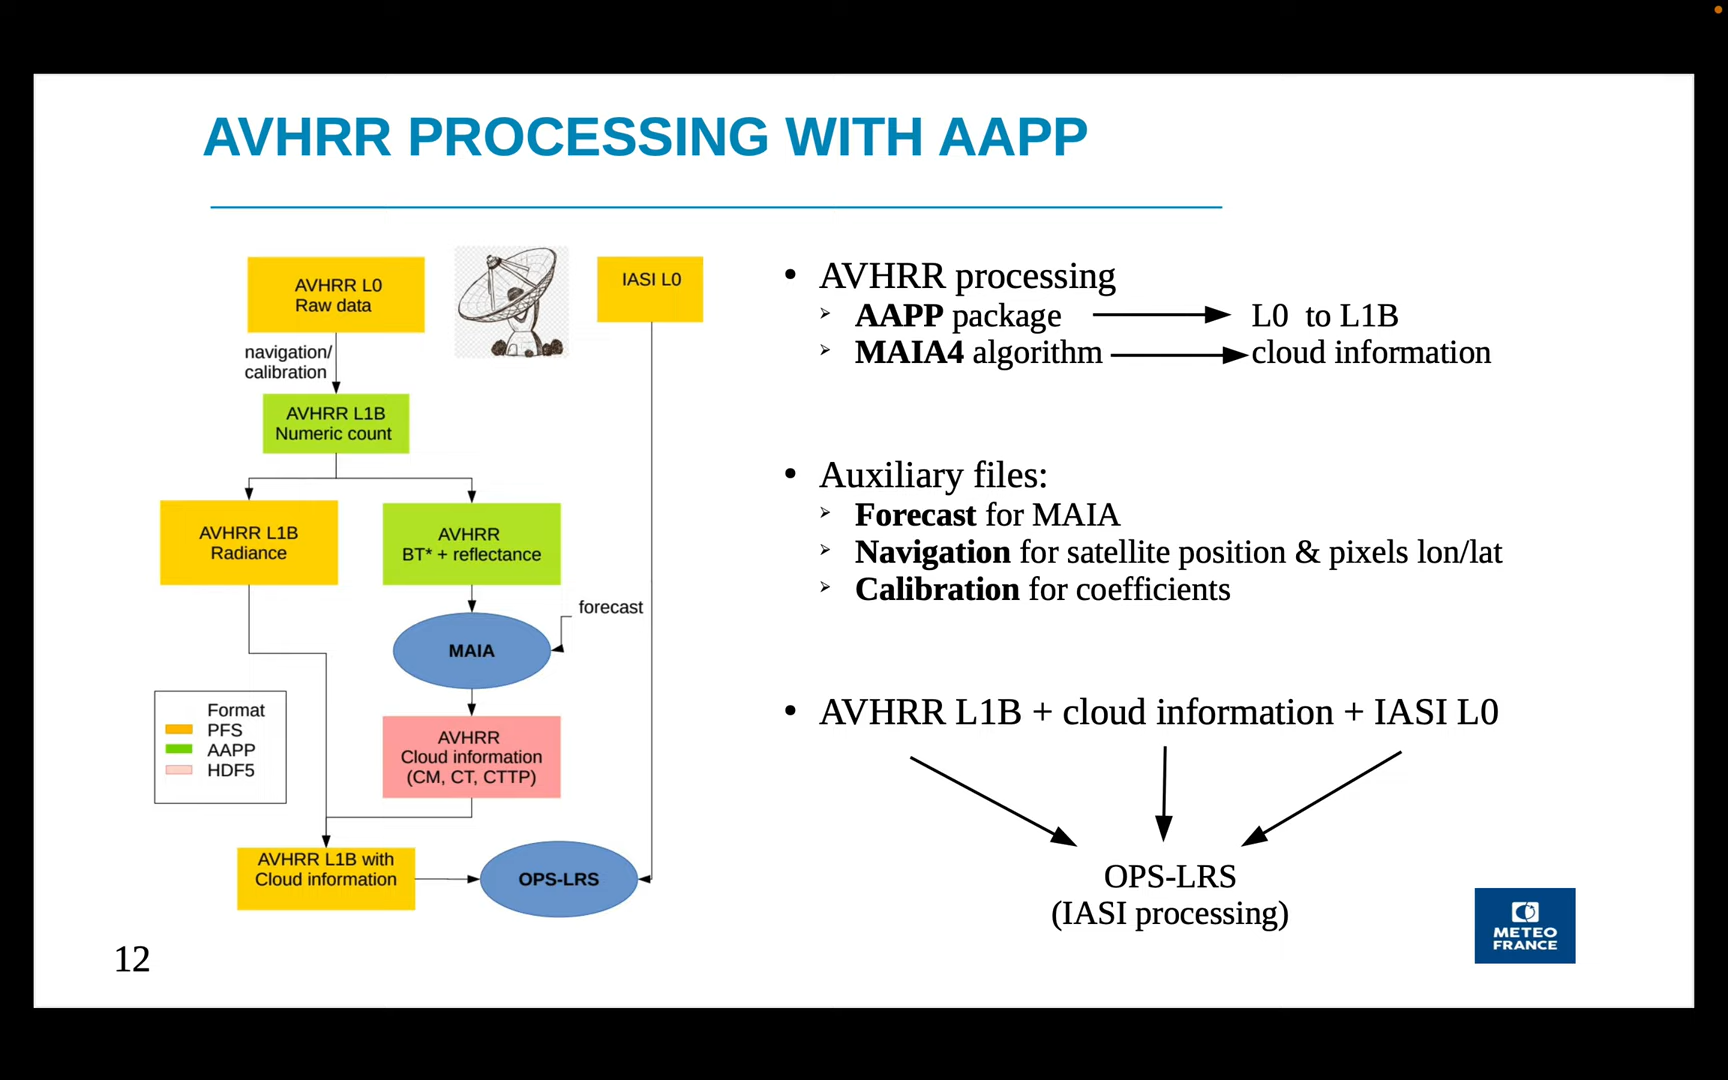 AVHRR PROCESSING WITH AAPP
AVHRR L0
Raw data
IASI L0
navigation/
calibration
AVHRR L1B
Numeric count
AVHRR L1B
Radiance
AVHRR
BT* + reflectance
forecast
MAIA
Format
PFS
AAPP
HDF5
AVHRR
Cloud information
(CM, CT, CTTP)
AVHRR L1B with
Cloud information
OPS-LRS
• AVHRR processing
➢ AAPP package L0 to L1B
➢ MAIA4 algorithm cloud information
• Auxiliary files:
➢ Forecast for MAIA
➢ Navigation for satellite position & pixels lon/lat
➢ Calibration for coefficients
• AVHRR L1B + cloud information + IASI L0
OPS-LRS
(IASI processing)
METEO
FRANCE
12